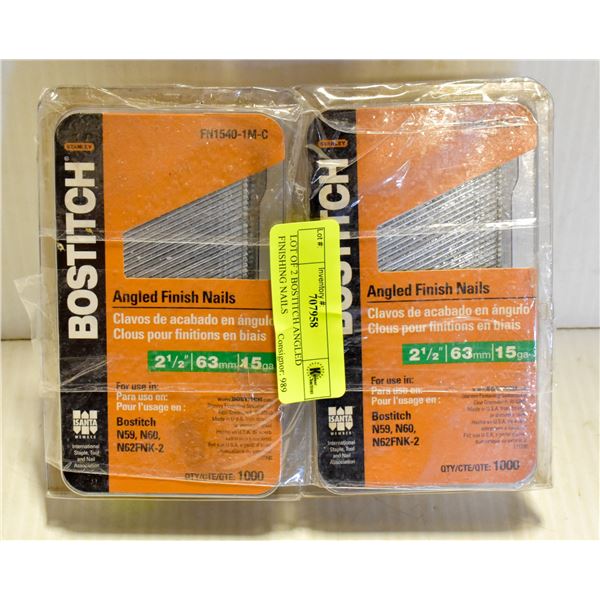 STANLEY
BOSTITCH®
FN1540-1M-C
Angled Finish Nails
Clavos de acabado en ángulo
Clous pour finitions en biais
2 1/2" 63mm 15ga
For use in:
Para uso en:
Pour l'usage en :
Bostitch
N59, N60,
N62FNK-2
ISANTA
MEMBER
International
Staple, Tool
and Nail
Association
QTY/CTE/QTE: 1000
Lot #:
Inventory #:
707958
LOT OF 2 BOSTITCH ANGLED
FINISHING NAILS
Consignor: 989
STANLEY
BOSTITCH
Angled Finish Nails
Clavos de acabado en ángulo
Clous pour finitions en biais
2 1/2" 63mm 15ga
For use in:
Para uso en:
Pour l'usage en :
Bostitch
N59, N60,
N62FNK-2
ISANTA
MEMBER
International
Staple, Tool
and Nail
Association
QTY/CTE/QTE: 1000